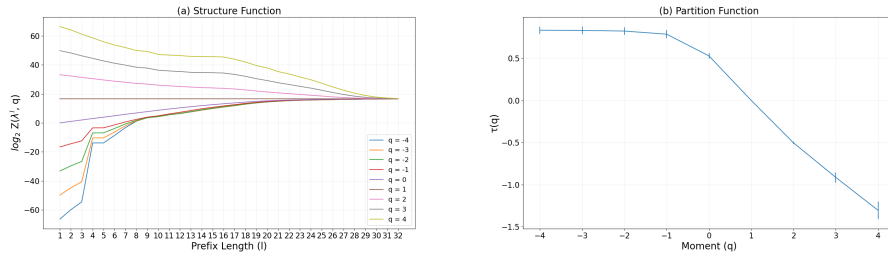 (a) Structure Function
60
40
20
0
−20
−40
−60
log₂ Z(λˡ, q)
1 2 3 4 5 6 7 8 9 10 11 12 13 14 15 16 17 18 19 20 21 22 23 24 25 26 27 28 29 30 31 32
Prefix Length (l)
q = -4
q = -3
q = -2
q = -1
q = 0
q = 1
q = 2
q = 3
q = 4
(b) Partition Function
0.5
0.0
−0.5
−1.0
−1.5
τ(q)
−4 −3 −2 −1 0 1 2 3 4
Moment (q)